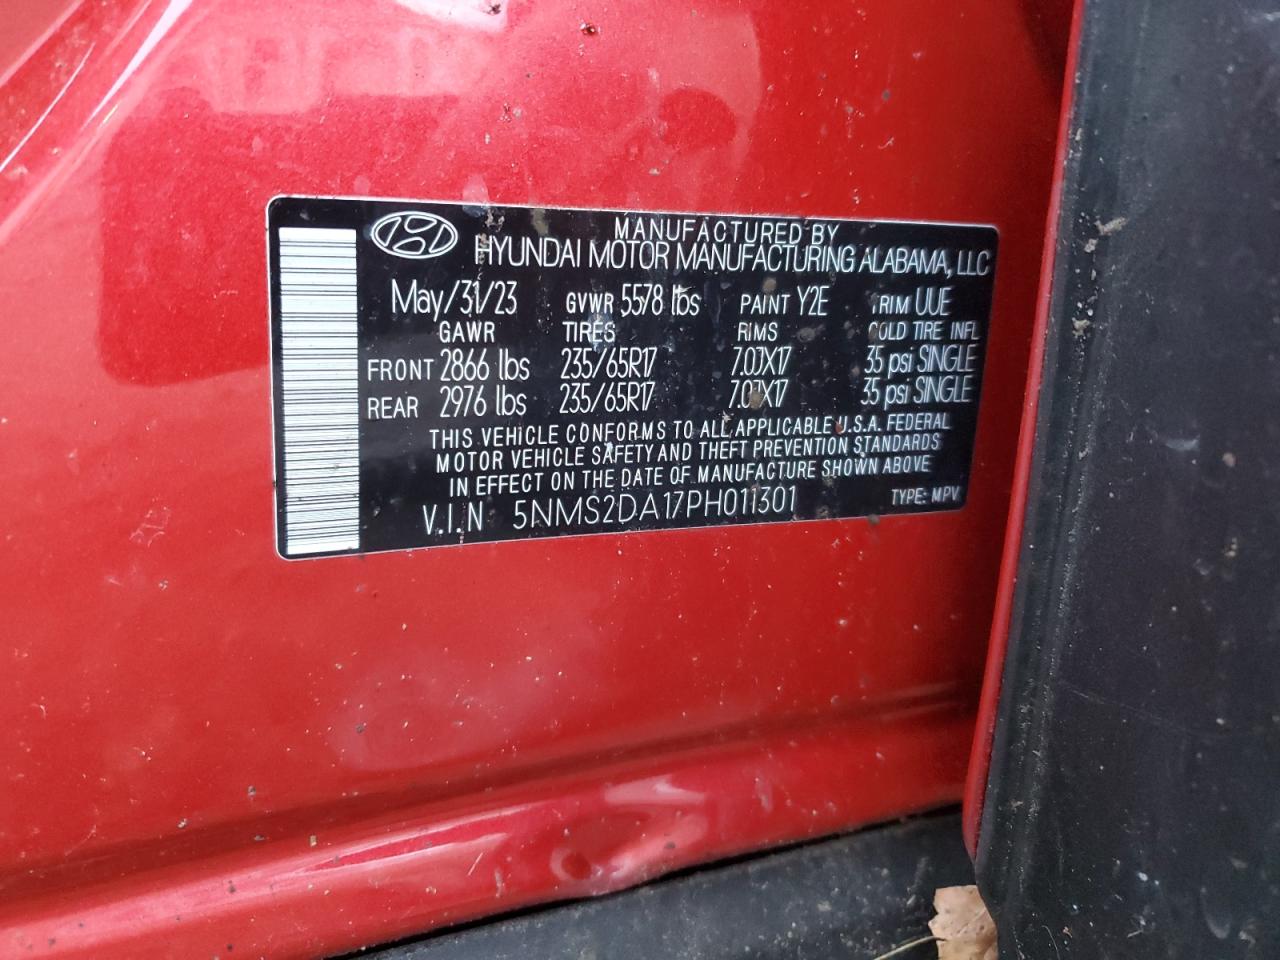 MANUFACTURED BY
HYUNDAI MOTOR MANUFACTURING ALABAMA, LLC
May/31/23 GVWR 5578 lbs PAINT Y2E TRIM UUE
GAWR TIRES RIMS COLD TIRE INFL
FRONT 2866 lbs 235/65R17 7.0JX17 35 psi SINGLE
REAR 2976 lbs 235/65R17 7.0JX17 35 psi SINGLE
THIS VEHICLE CONFORMS TO ALL APPLICABLE U.S.A. FEDERAL
MOTOR VEHICLE SAFETY AND THEFT PREVENTION STANDARDS
IN EFFECT ON THE DATE OF MANUFACTURE SHOWN ABOVE
V.I.N 5NMS2DA17PH011301 TYPE: MPV